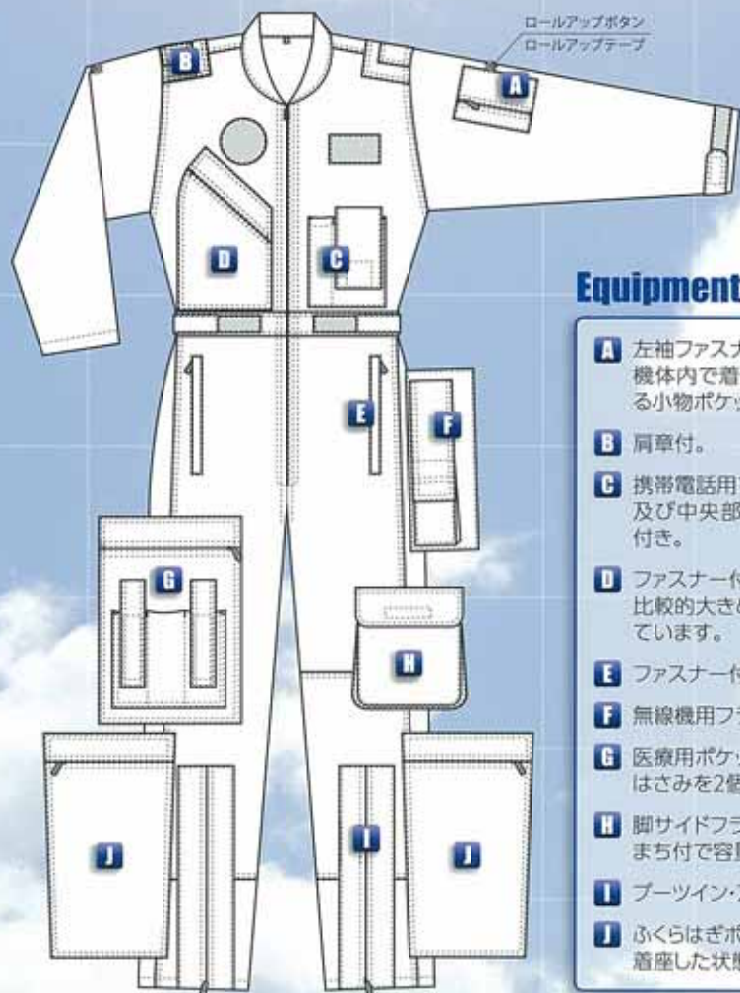 ロールアップボタン
ロールアップテープ
B
A
D
C
E
F
G
H
J
I
J
Equipment
A 左袖ファスナ
機体内で着
る小物ポケッ
B 肩章付。
C 携帯電話用
及び中央部
付き。
D ファスナー付
比較的大きめ
ています。
E ファスナー付
F 無線機用フラ
G 医療用ポケッ
はさみを2個
H 脚サイドフラ
まち付で容量
I ブーツイン・
J ふくらはぎポ
着座した状態